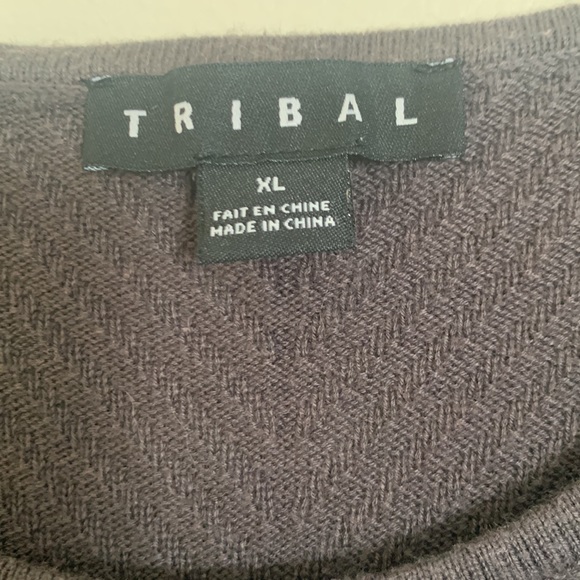 TRIBAL
XL
FAIT EN CHINE
MADE IN CHINA